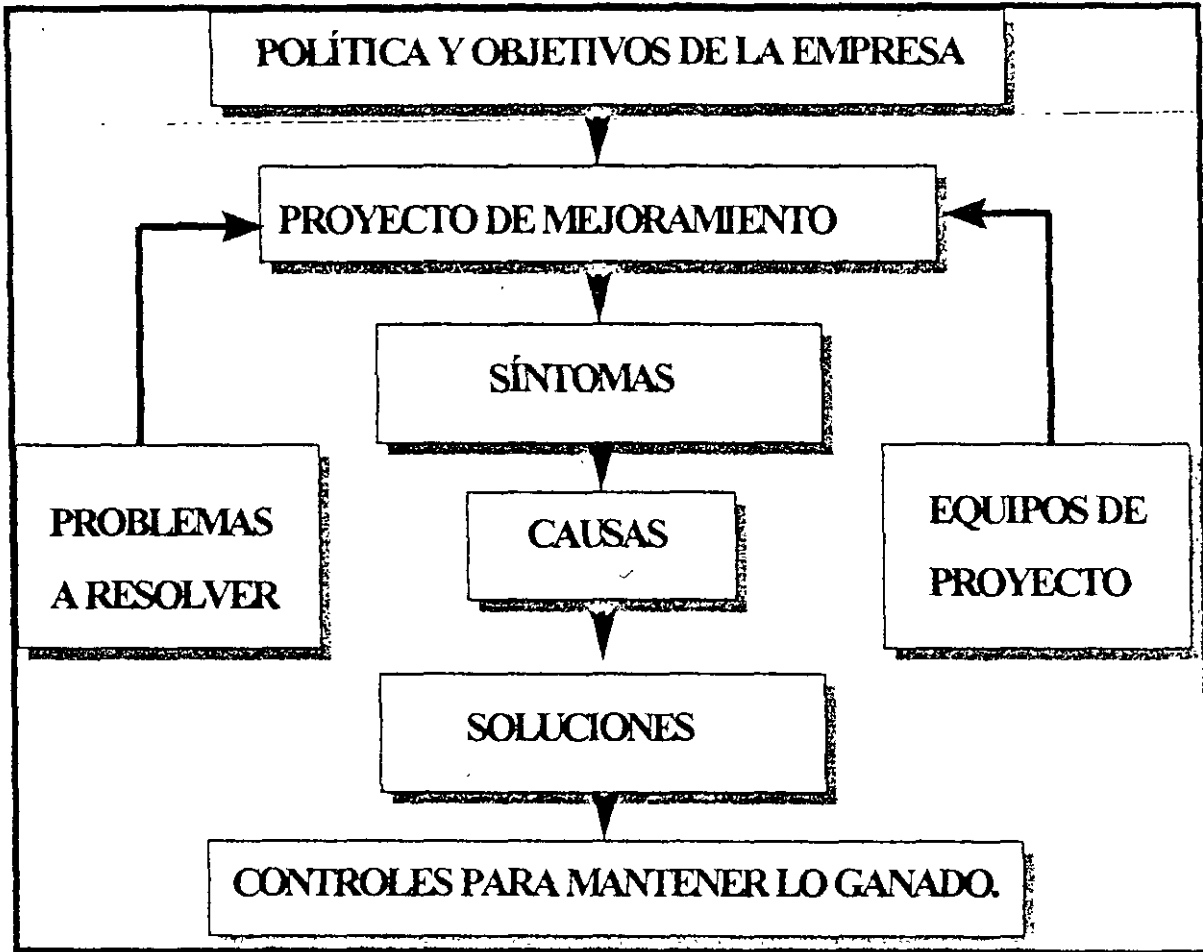 POLÍTICA Y OBJETIVOS DE LA EMPRESA
PROYECTO DE MEJORAMIENTO
SÍNTOMAS
PROBLEMAS
A RESOLVER
CAUSAS
EQUIPOS DE
PROYECTO
SOLUCIONES
CONTROLES PARA MANTENER LO GANADO.